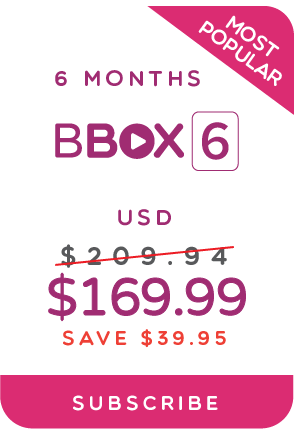 MOST
POPULAR
6 MONTHS
BBOX 6
USD
$209.94
$169.99
SAVE $39.95
SUBSCRIBE